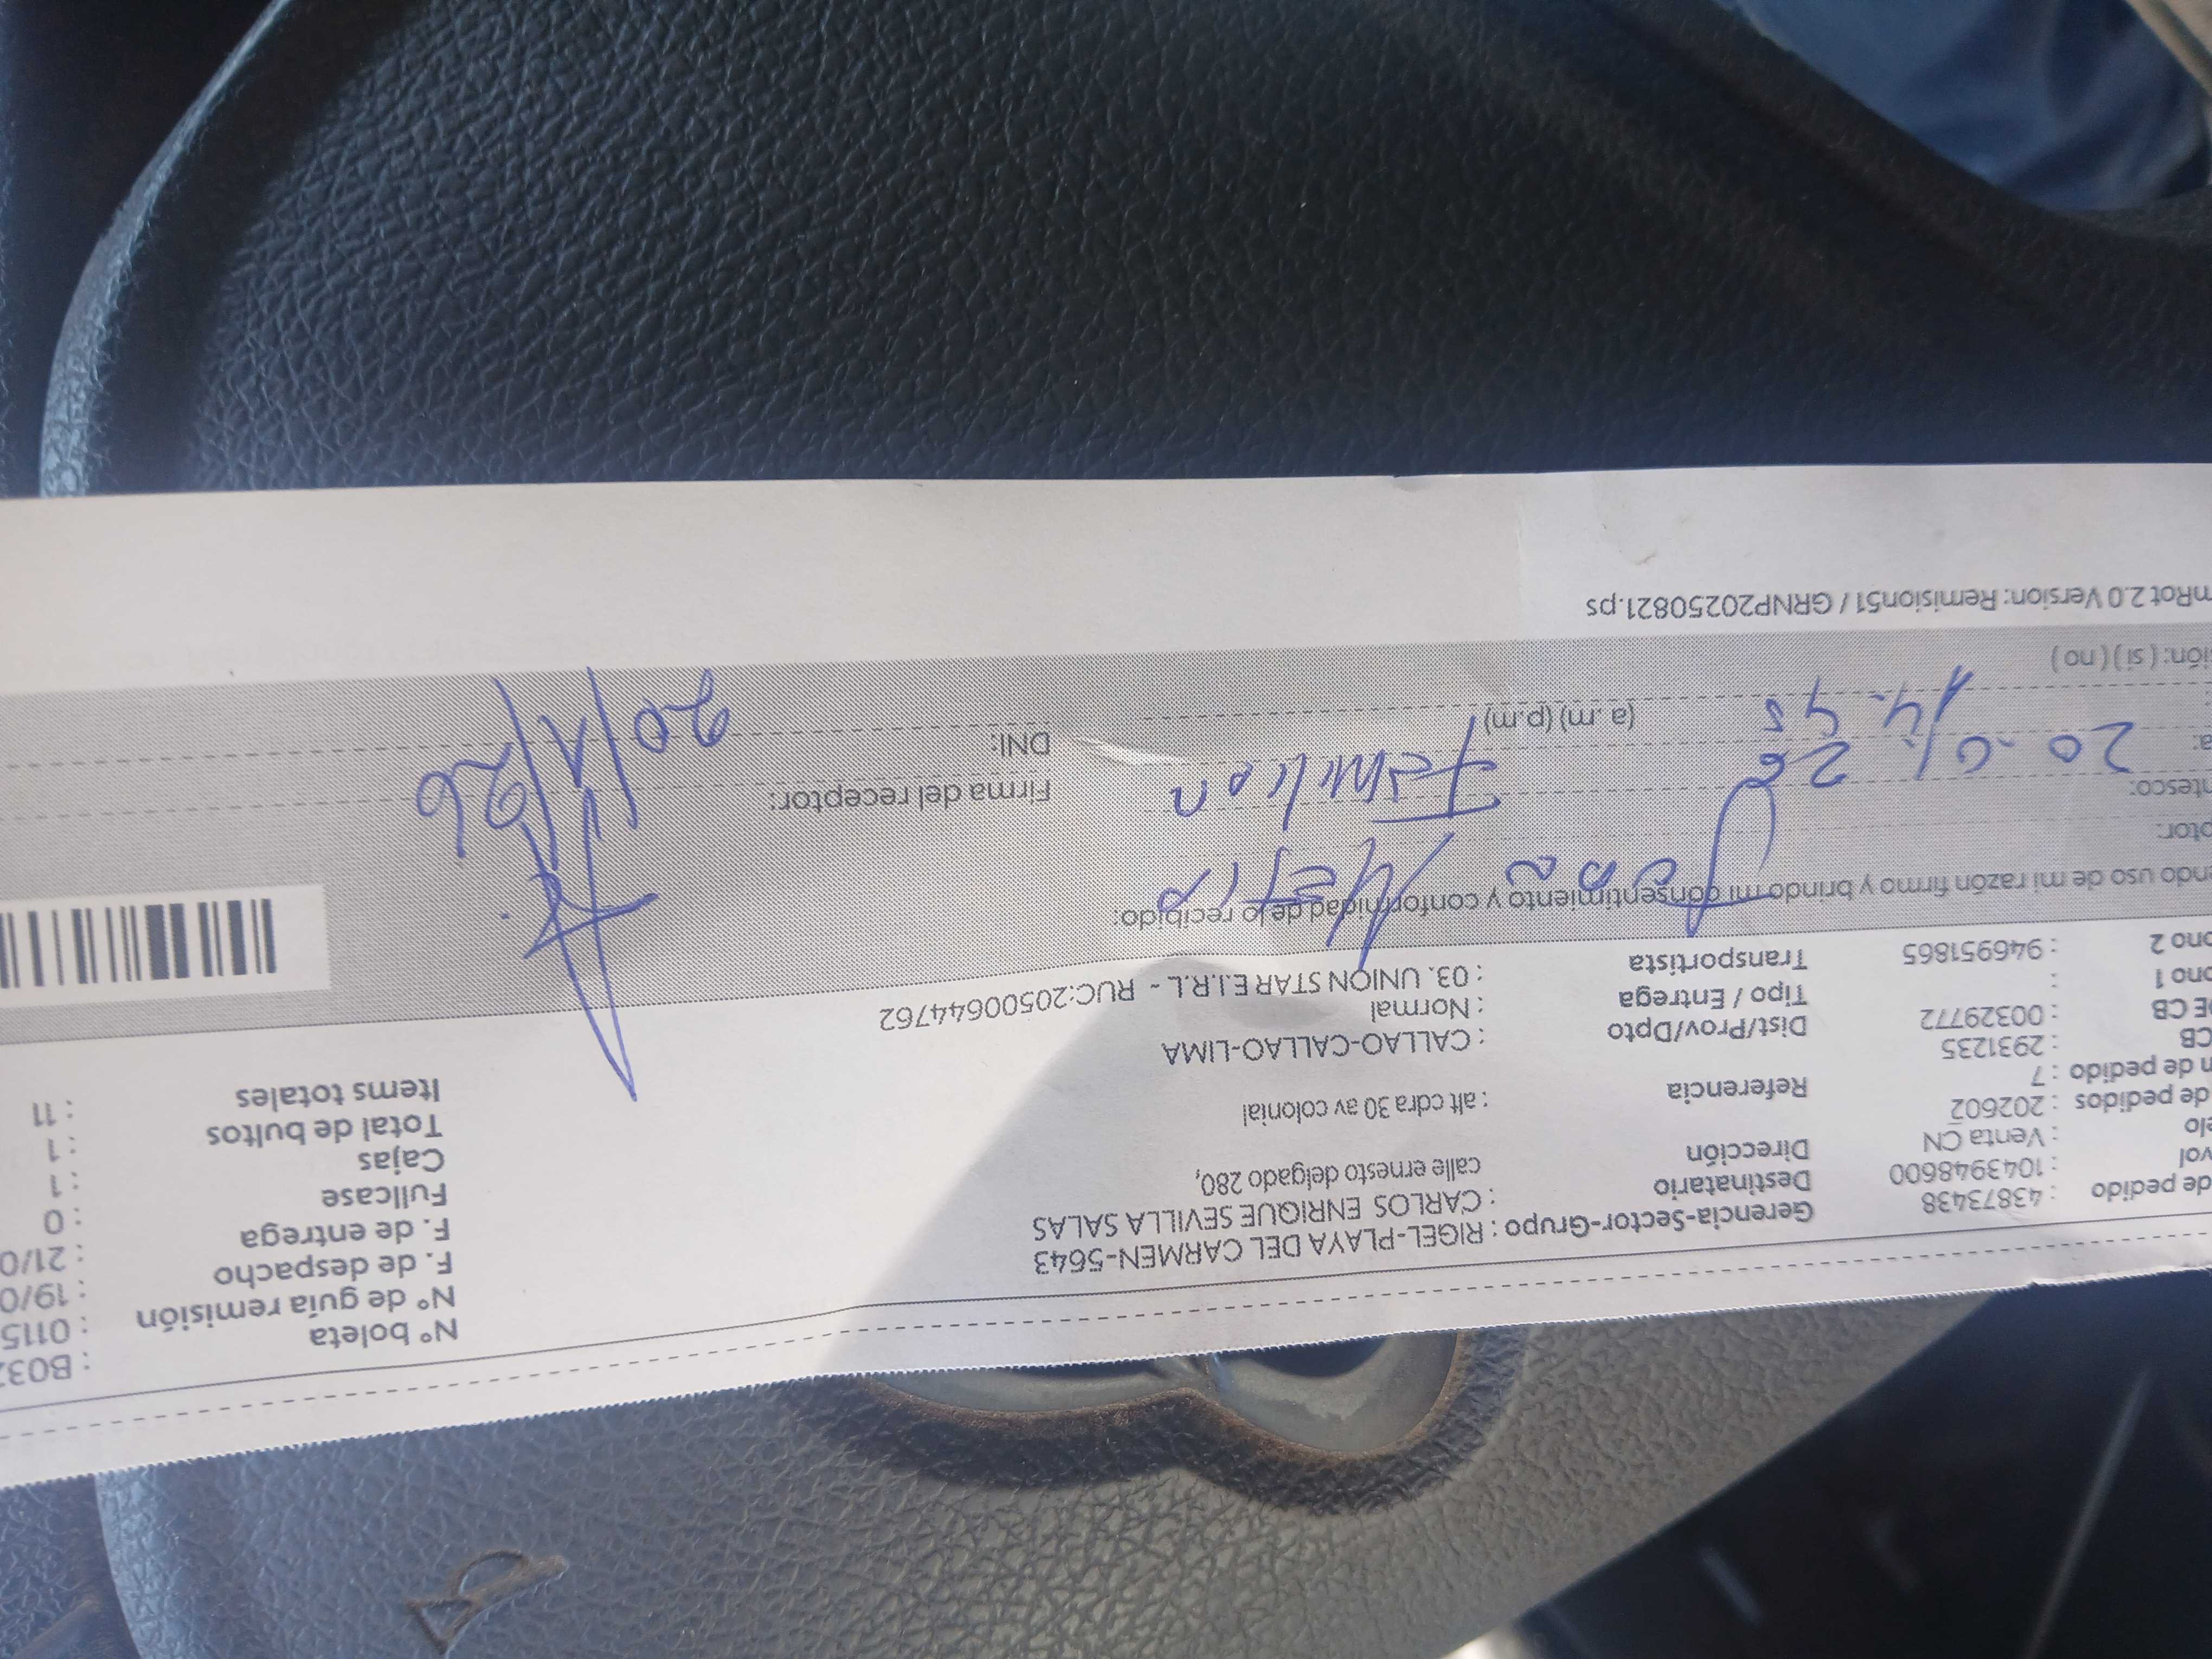 Nº boleta : B032
Nº de guía remisión : 0115
F. de despacho : 19/0
F. de entrega : 21/0
Fullcase : 0
Cajas : 1
Total de bultos : 1
Items totales : 11
de pedido : 43873438
vol : 1043948600
elo : Venta CN
de pedidos : 202602
n de pedido : 7
CB : 2931235
DE CB : 00329772
ono 1 :
ono 2 : 946951865
Gerencia-Sector-Grupo : RIGEL-PLAYA DEL CARMEN-5643
Destinatario : CARLOS ENRIQUE SEVILLA SALAS
Dirección calle ernesto delgado 280,
Referencia : alt cdra 30 av colonial
Dist/Prov/Dpto : CALLAO-CALLAO-LIMA
Tipo / Entrega : Normal
Transportista : 03. UNION STAR E.I.R.L - RUC:20500644762
endo uso de mi razón firmo y brindo mi consentimiento y conformidad de lo recibido:
ptor:
ntesco:
a: 20.01.26
14.45 (a.m) (p.m)
sión: ( si ) ( no )
Firma del receptor:
DNI:
20/1/26
mRot 2.0 Version: Remision51 / GRNP20250821.ps